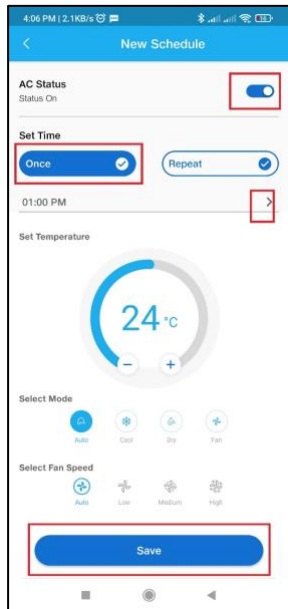 4:06 PM | 2.1KB/s
16
New Schedule
AC Status
Status On
Set Time
Once
Repeat
01:00 PM
Set Temperature
24 °C
Select Mode
Auto Cool Dry Fan
Select Fan Speed
Auto Low Medium High
Save